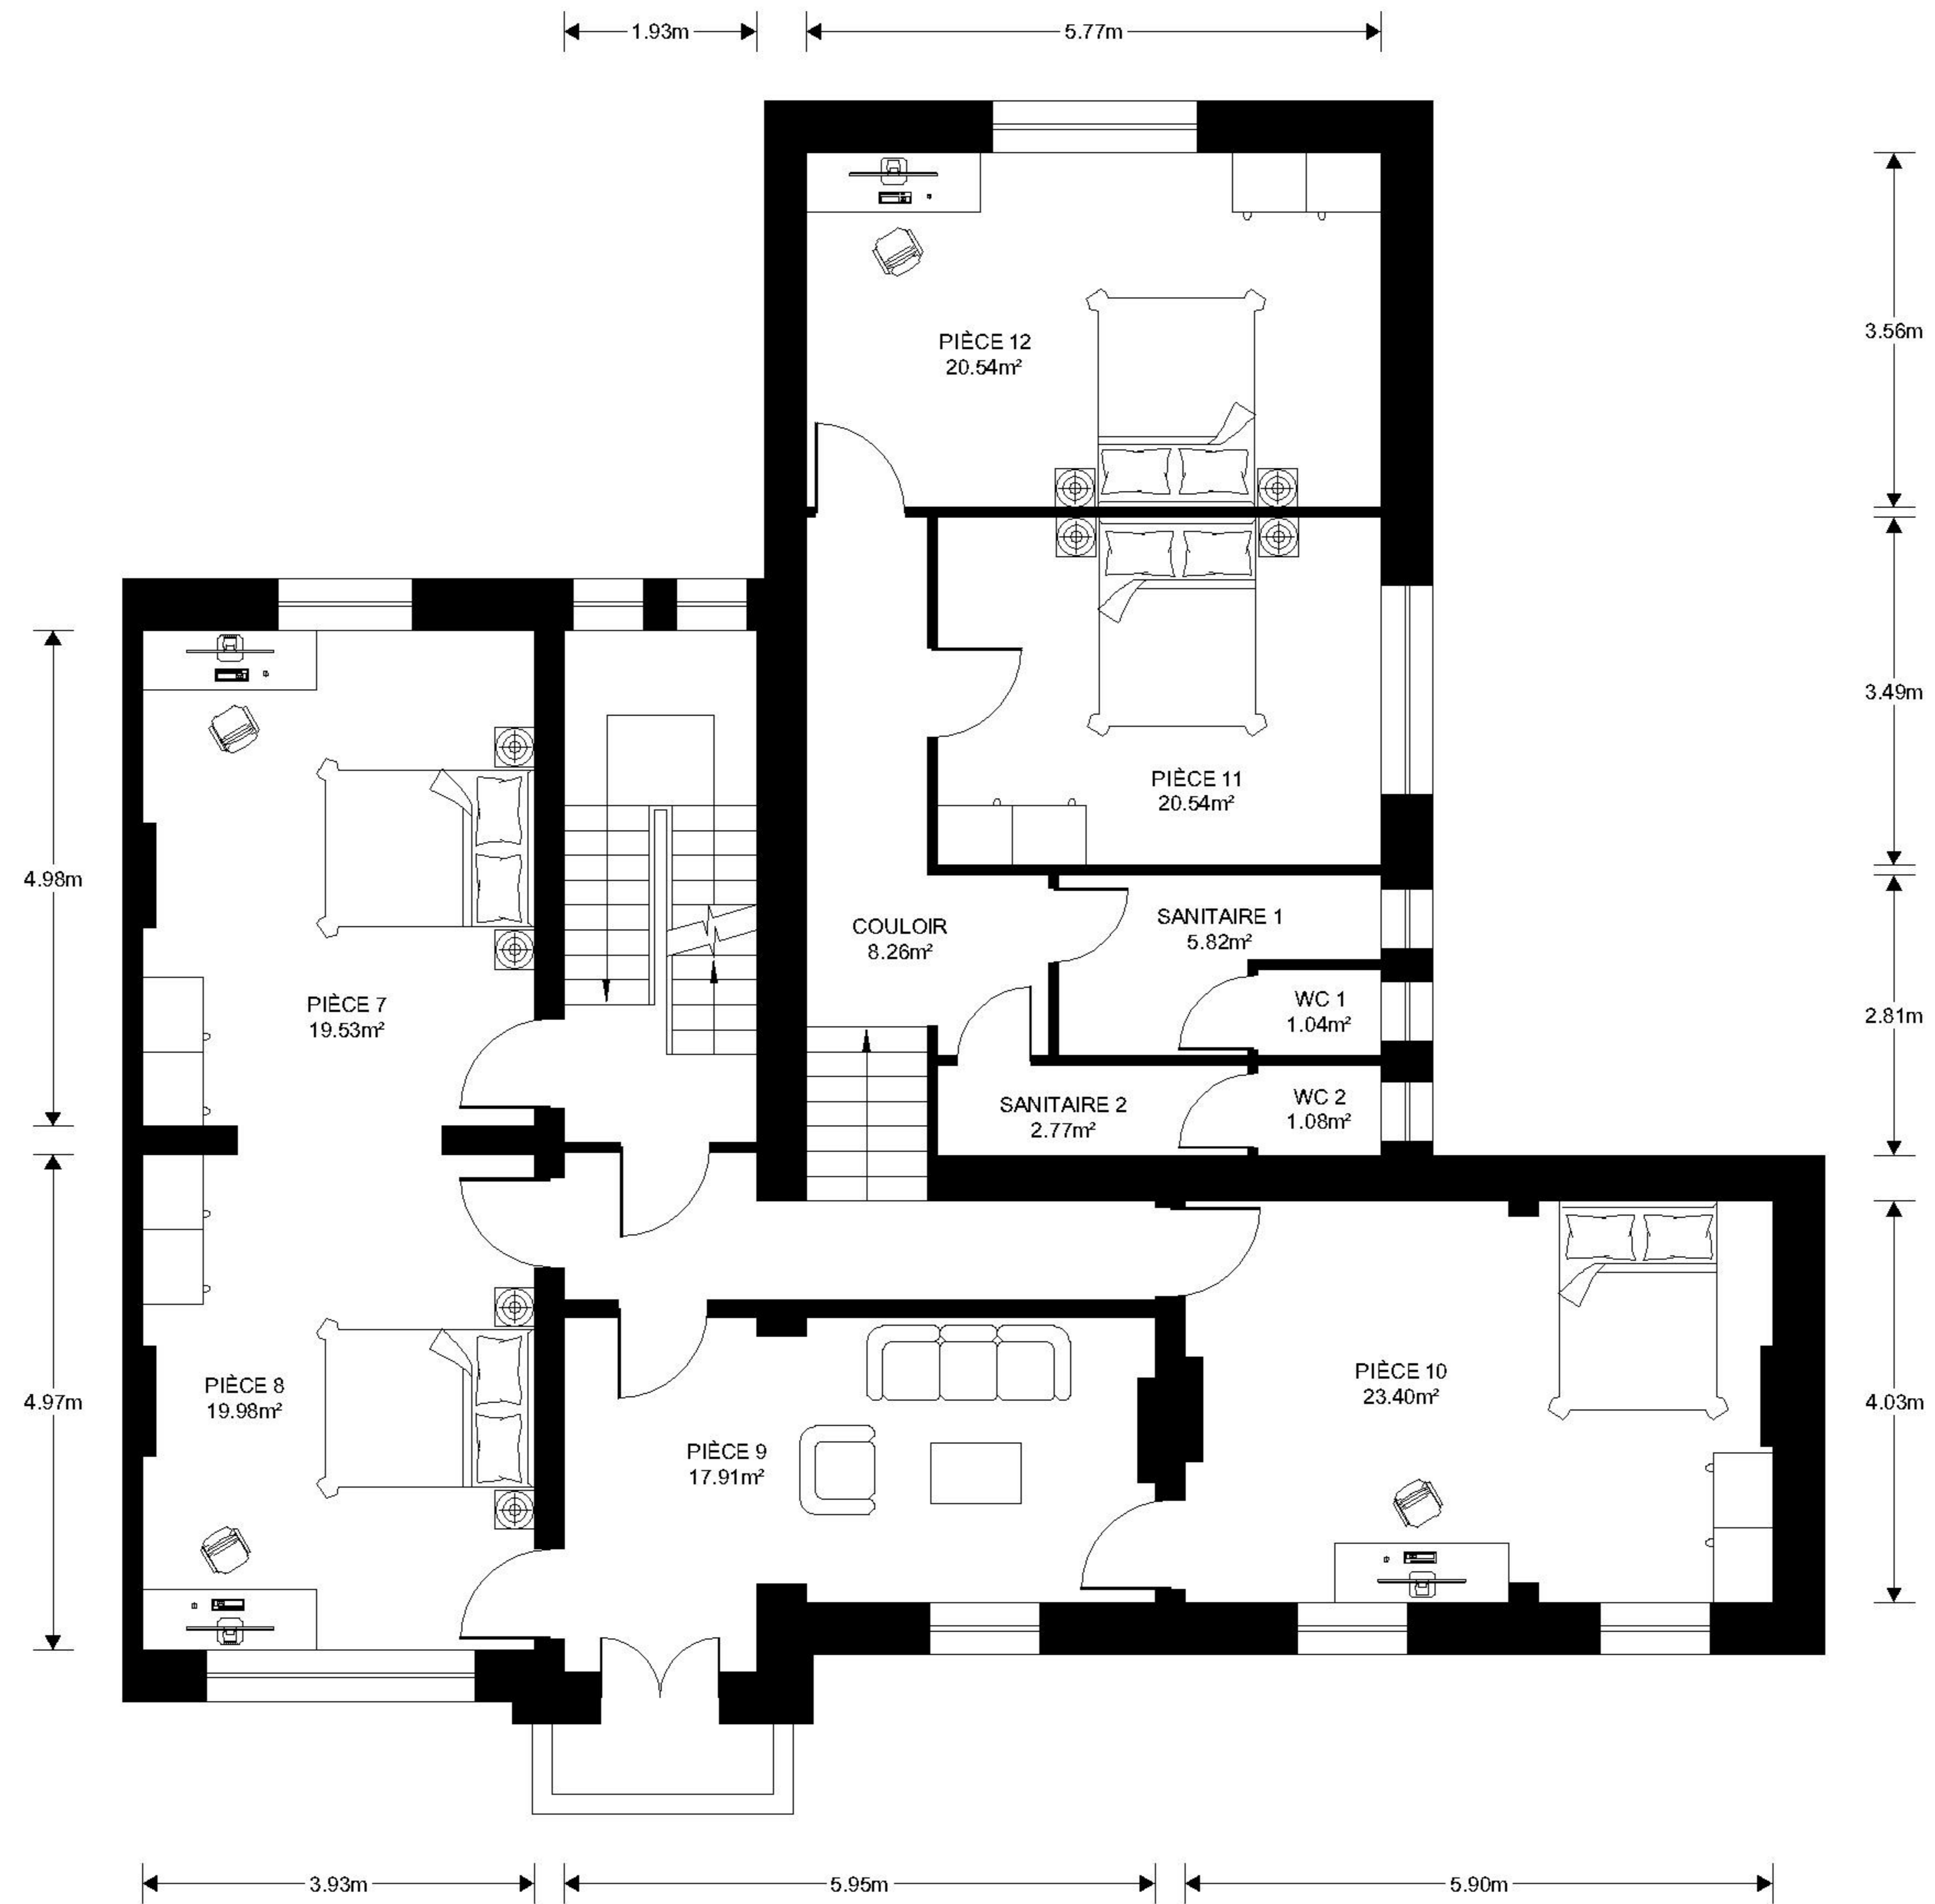 1.93m
5.77m
PIÈCE 12
20.54m²
3.56m
3.49m
PIÈCE 11
20.54m²
4.98m
COULOIR
8.26m²
SANITAIRE 1
5.82m²
PIÈCE 7
19.53m²
WC 1
1.04m²
2.81m
SANITAIRE 2
2.77m²
WC 2
1.08m²
4.97m
PIÈCE 8
19.98m²
PIÈCE 9
17.91m²
PIÈCE 10
23.40m²
4.03m
3.93m
5.95m
5.90m